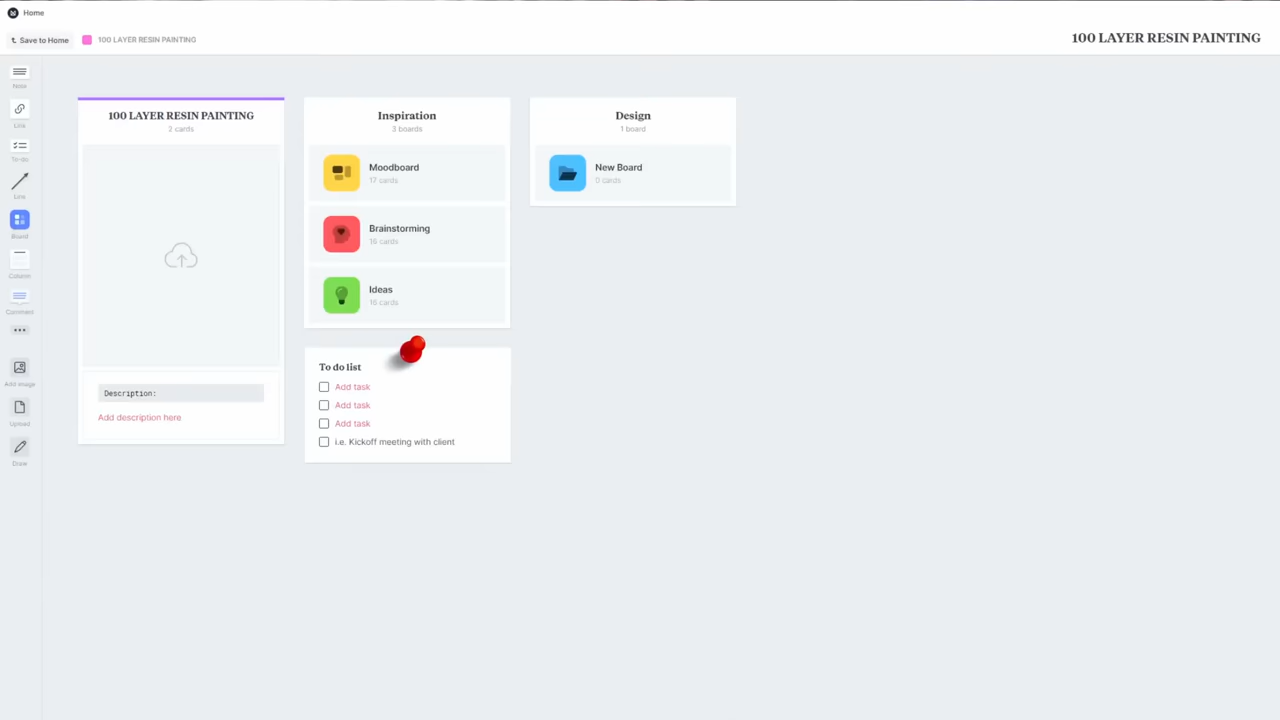 Home
Save to Home
100 LAYER RESIN PAINTING
100 LAYER RESIN PAINTING
Note
Link
To-do
Line
Board
Column
Comment
Add image
Upload
Draw
100 LAYER RESIN PAINTING
2 cards
Description:
Add description here
Inspiration
3 boards
Moodboard
17 cards
Brainstorming
16 cards
Ideas
16 cards
To do list
Add task
Add task
Add task
i.e. Kickoff meeting with client
Design
1 board
New Board
0 cards